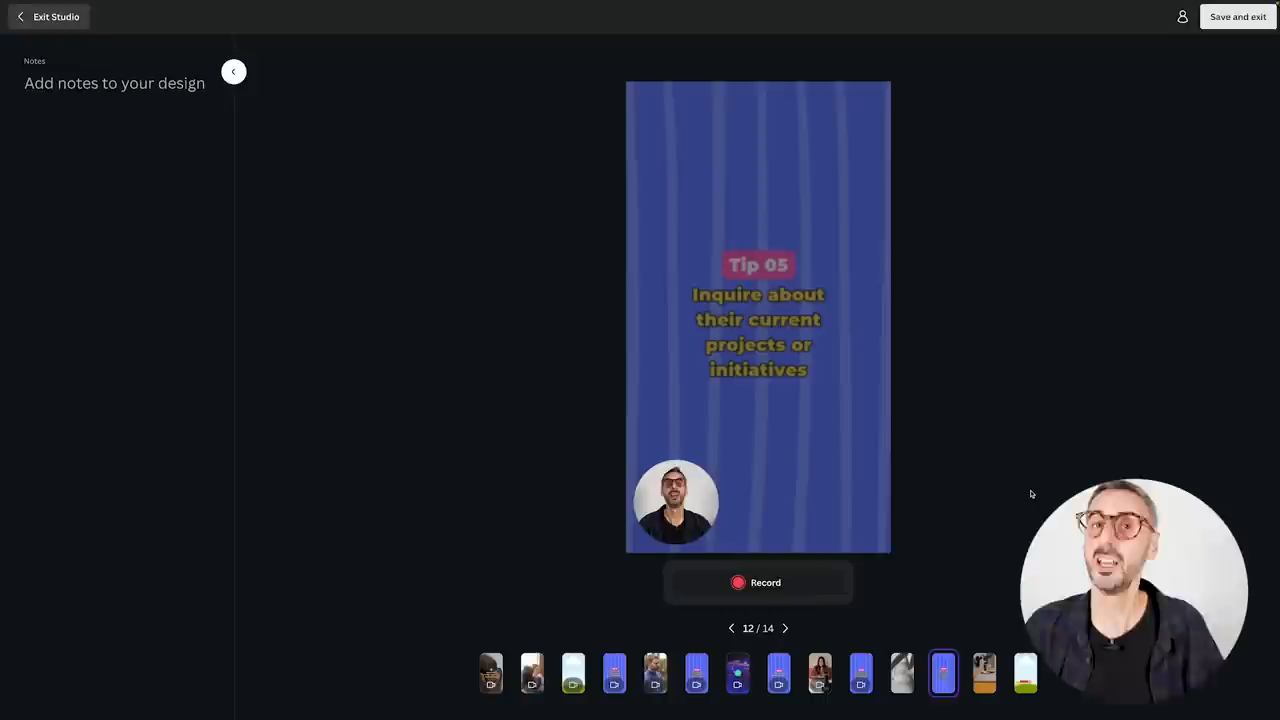 Exit Studio
Save and exit
Notes
Add notes to your design
Tip 05
Inquire about
their current
projects or
initiatives
Record
12 / 14